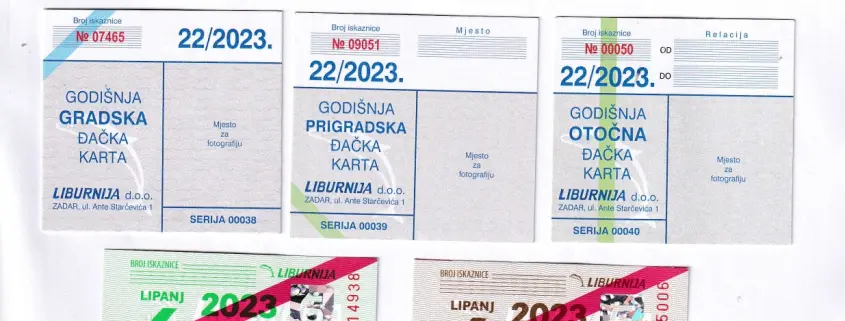 Broj iskaznice
№ 07465
22/2023.
GODIŠNJA
GRADSKA
ĐAČKA
KARTA
LIBURNIJA d.o.o.
ZADAR, ul. Ante Starčevića 1
Mjesto
za
fotografiju
SERIJA 00038
Broj iskaznice
№ 09051
Mjesto
22/2023.
GODIŠNJA
PRIGRADSKA
ĐAČKA
KARTA
LIBURNIJA d.o.o.
ZADAR, ul. Ante Starčevića 1
Mjesto
za
fotografiju
SERIJA 00039
Broj iskaznice
№ 00050
OD
Relacija
22/2023.
DO
GODIŠNJA
OTOČNA
ĐAČKA
KARTA
LIBURNIJA d.o.o.
ZADAR, ul. Ante Starčevića 1
Mjesto
za
fotografiju
SERIJA 00040
BROJ ISKAZNICE
LIBURNIJA
LIPANJ
2023
14938
BROJ ISKAZNICE
LIBURNIJA
LIPANJ
2023
5006